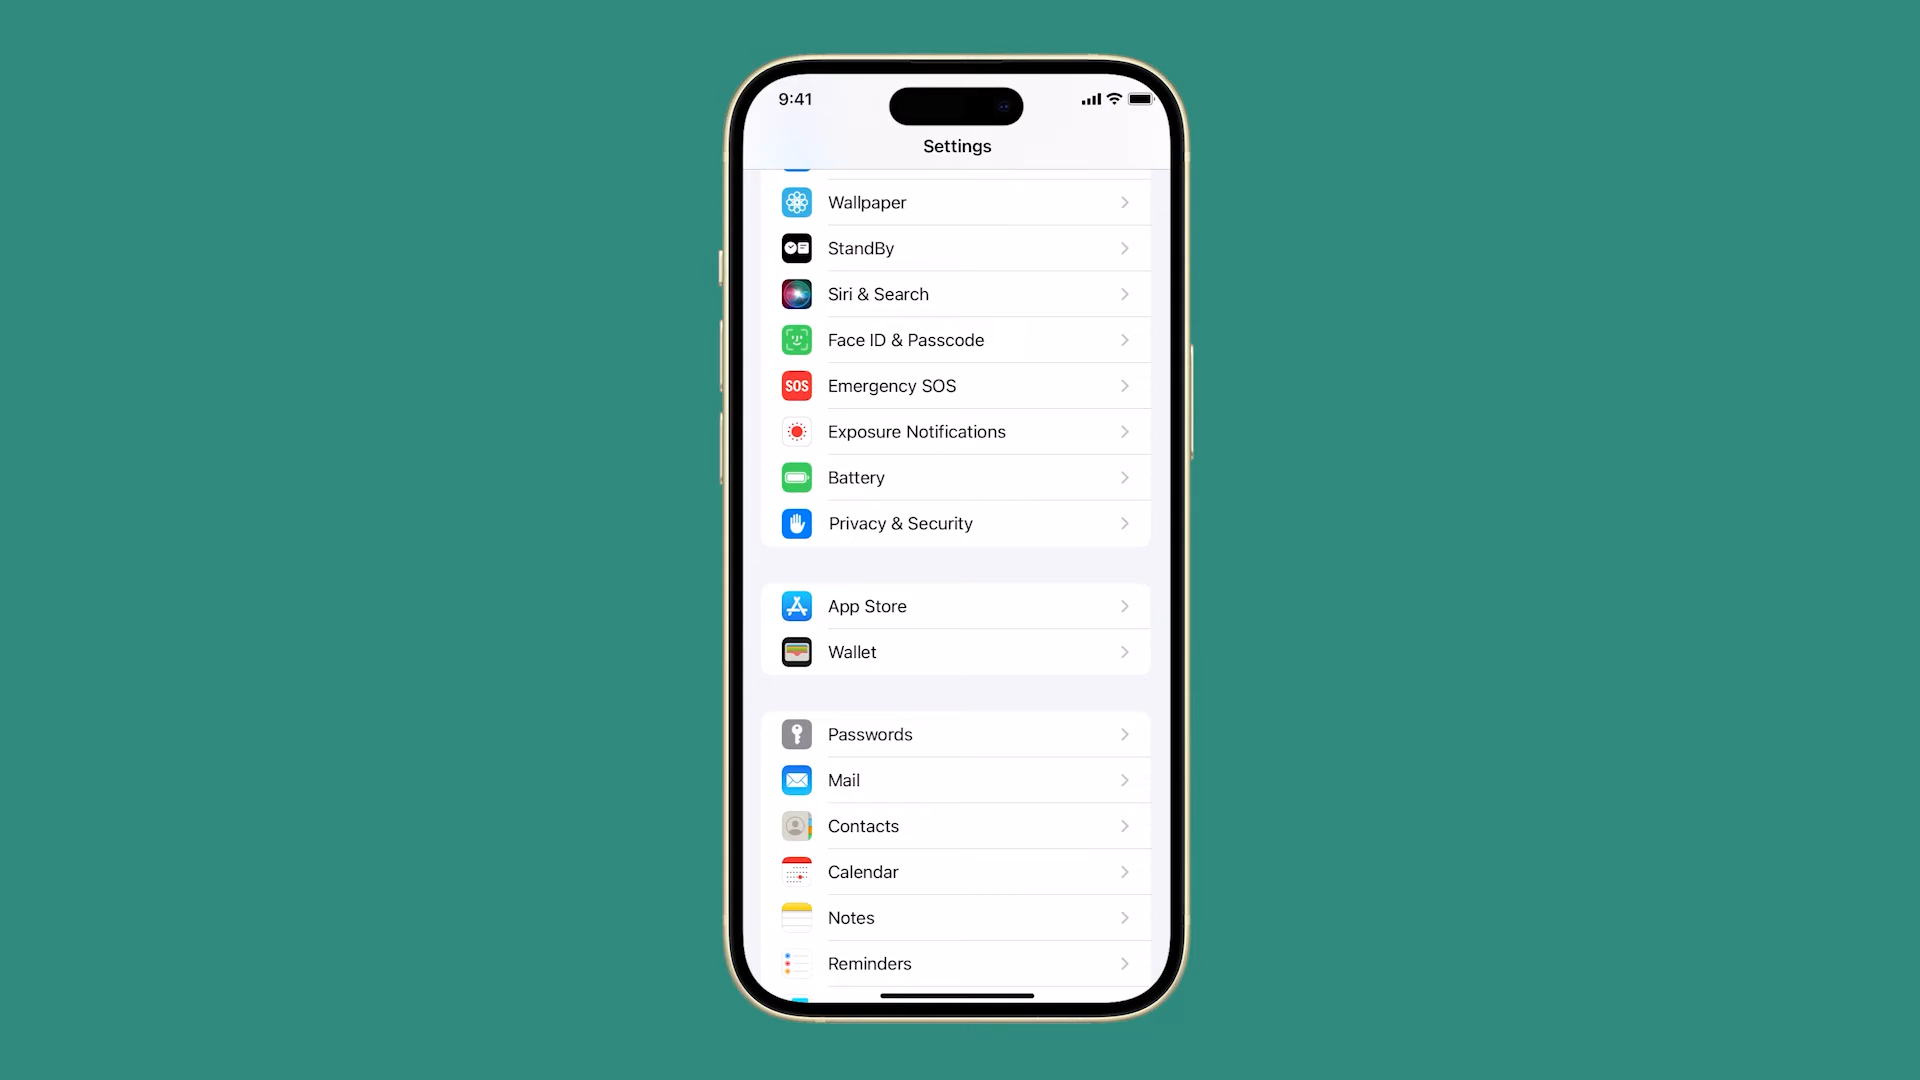 9:41
Settings
Wallpaper
StandBy
Siri & Search
Face ID & Passcode
SOS Emergency SOS
Exposure Notifications
Battery
Privacy & Security
App Store
Wallet
Passwords
Mail
Contacts
Calendar
Notes
Reminders